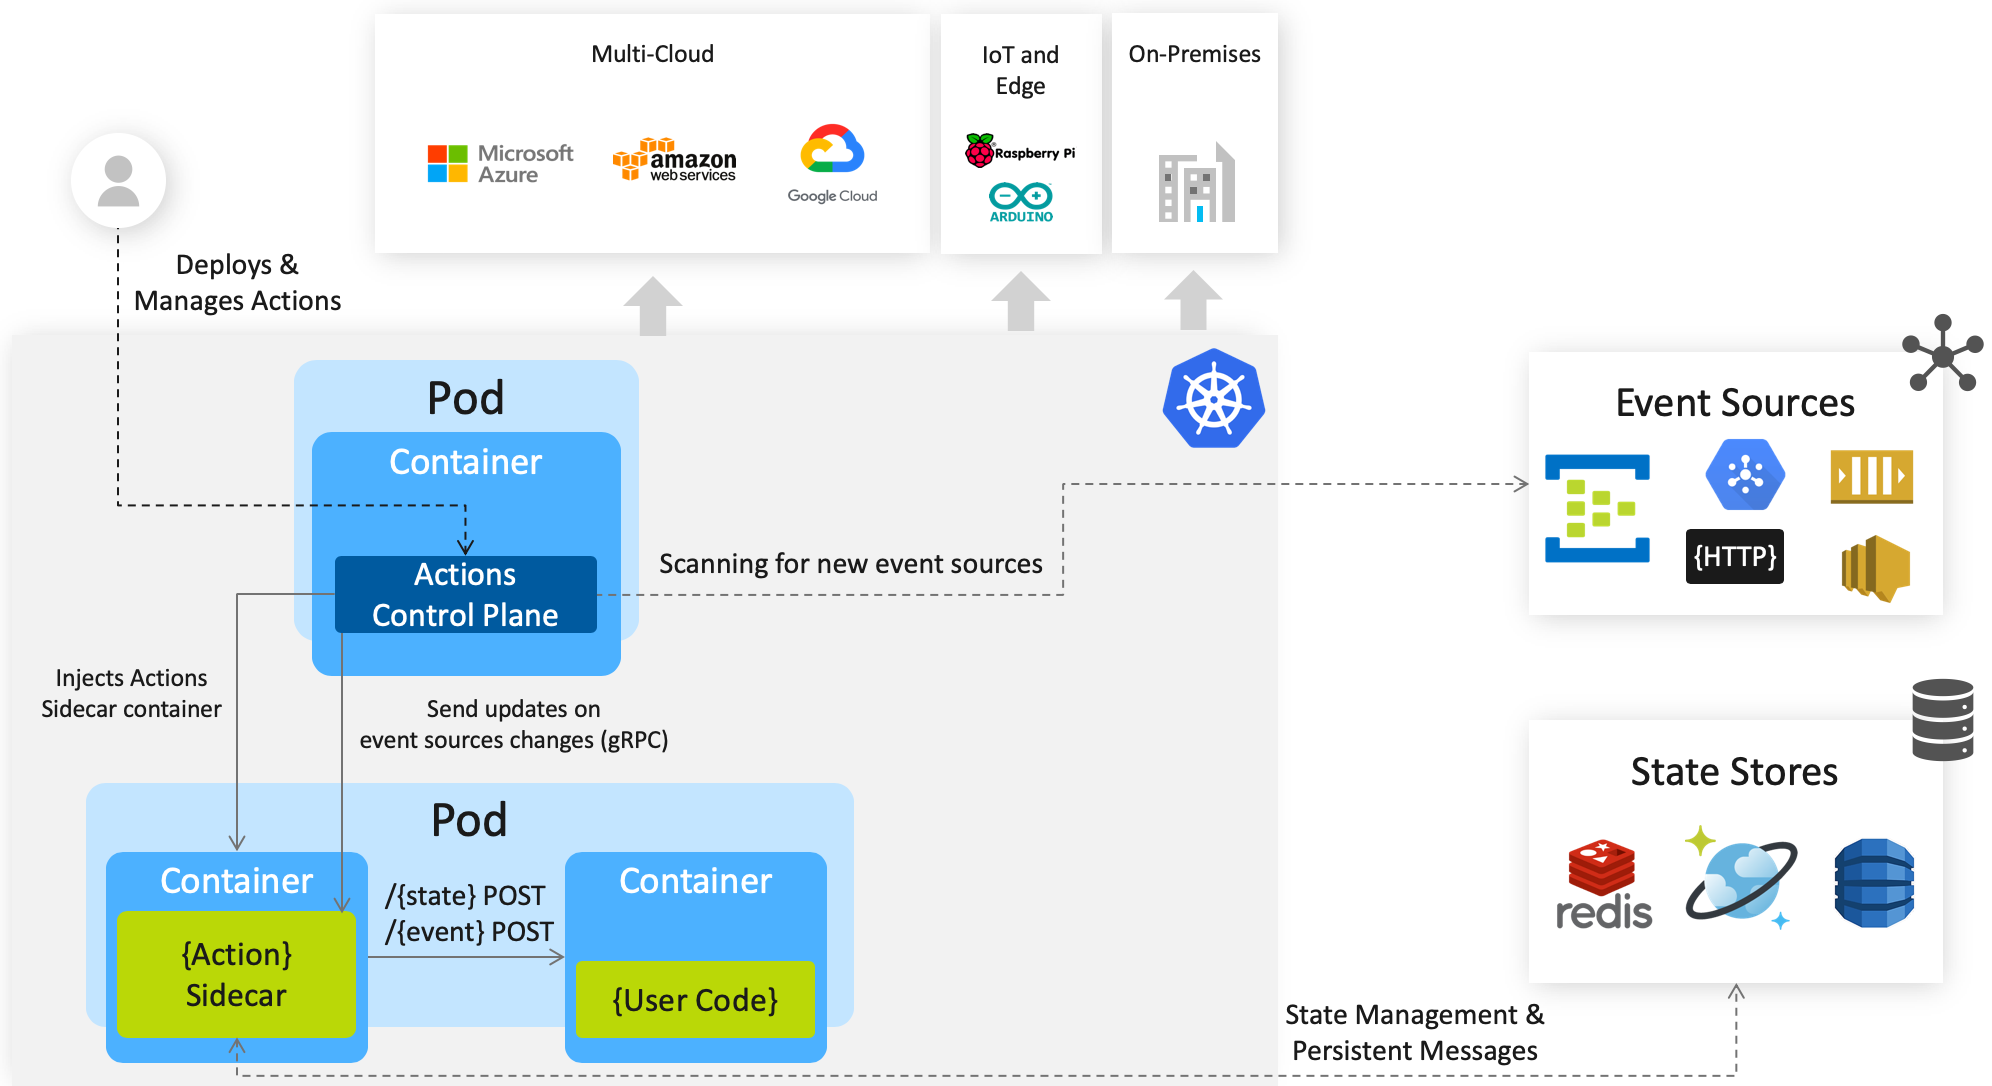 Multi-Cloud
IoT and
Edge
On-Premises
Microsoft
Azure
amazon
web services
Google Cloud
Raspberry Pi
ARDUINO
Deploys &
Manages Actions
Pod
Container
Actions
Control Plane
Scanning for new event sources
Event Sources
{HTTP}
Injects Actions
Sidecar container
Send updates on
event sources changes (gRPC)
State Stores
redis
Pod
Container
{Action}
Sidecar
/{state} POST
/{event} POST
Container
{User Code}
State Management &
Persistent Messages